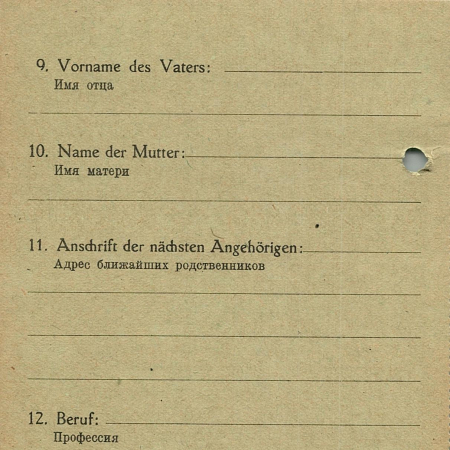 9. Vorname des Vaters:
Имя отца
10. Name der Mutter:
Имя матери
11. Anschrift der nächsten Angehörigen:
Адрес ближайших родственников
12. Beruf:
Профессия